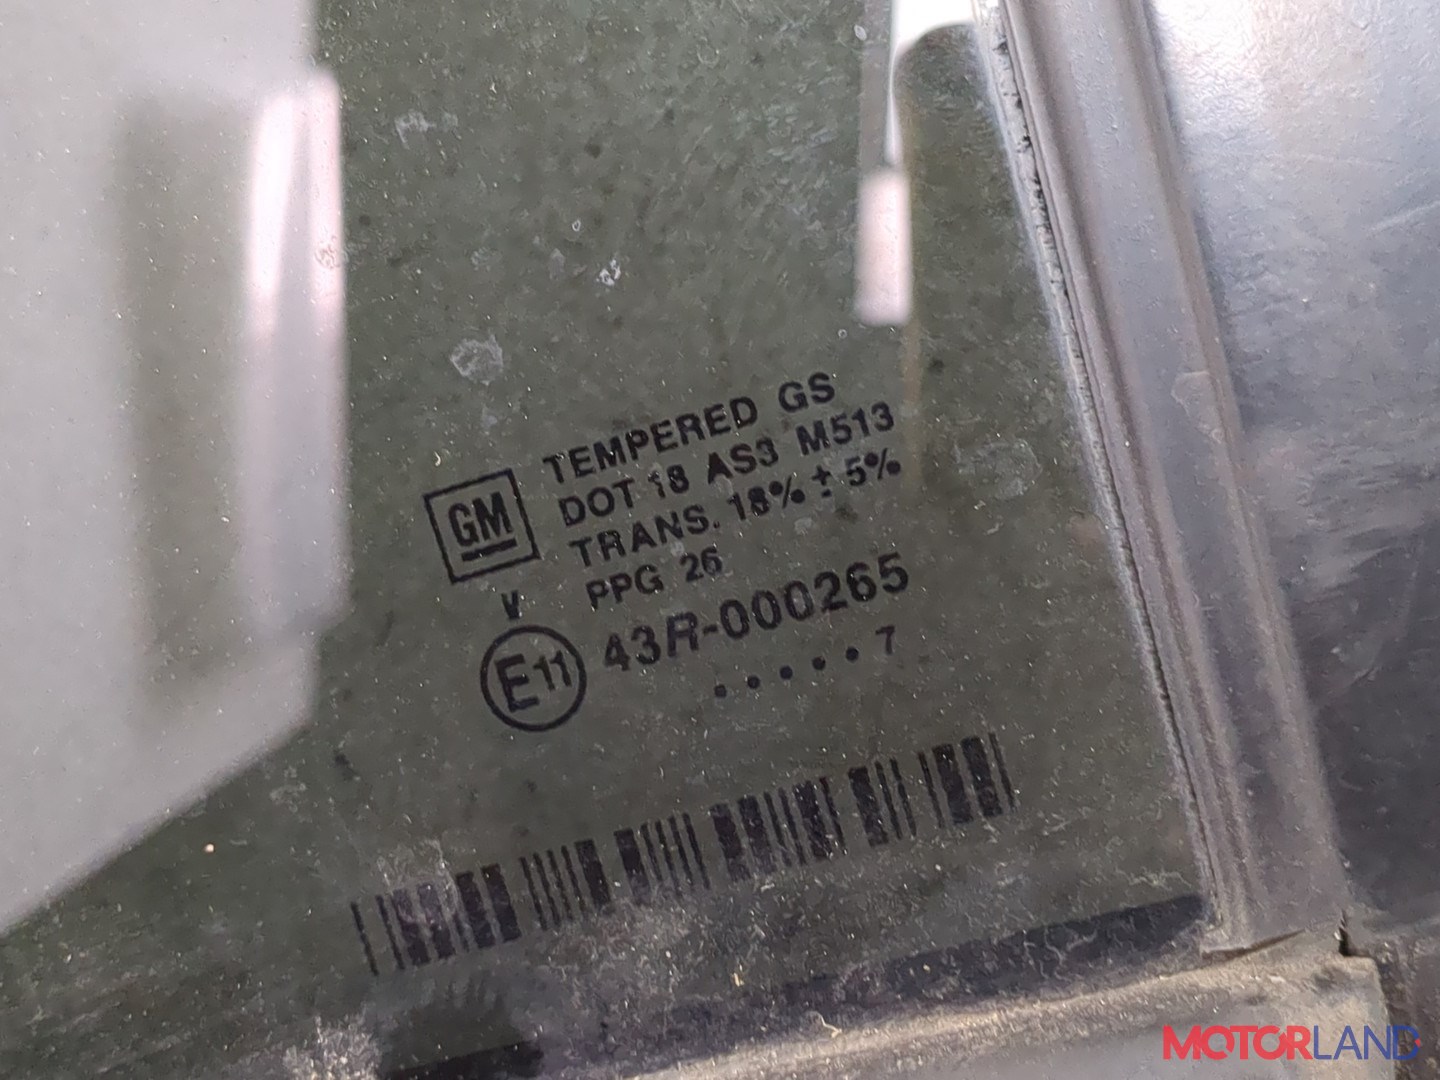 GM
TEMPERED GS
DOT 18 AS3 M513
TRANS. 18% ± 5%
PPG 26
V
E11 43R-000265
.....7
MOTORLAND